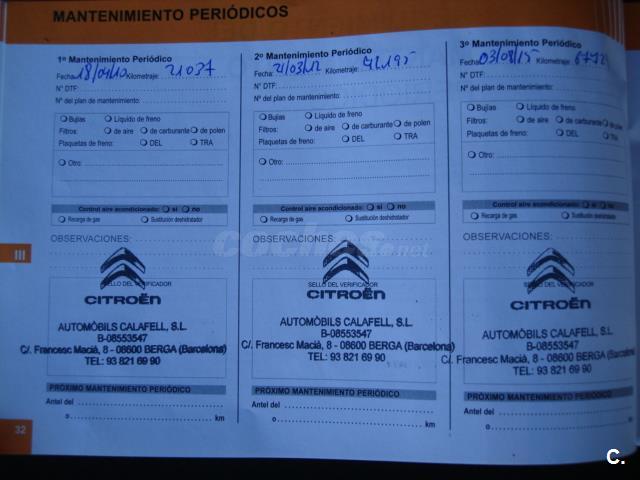 MANTENIMIENTO PERIÓDICOS
1º Mantenimiento Periódico
Fecha: 18/04/10 Kilometraje: 21037
N° DTF:
Nº del plan de mantenimiento:
Bujías Líquido de freno
Filtros: de aire de carburante de polen
Plaquetas de freno: DEL TRA
Otro:
Control aire acondicionado: si no
Recarga de gas Sustitución deshidratador
OBSERVACIONES:
SELLO DEL VERIFICADOR
CITROËN
AUTOMÒBILS CALAFELL, S.L.
B-08553547
C/. Francesc Macià, 8 - 08600 BERGA (Barcelona)
TEL: 93 821 69 90
PRÓXIMO MANTENIMIENTO PERIÓDICO
Antel del
o km
2º Mantenimiento Periódico
Fecha: 21/03/12 Kilometraje: 42195
N° DTF:
Nº del plan de mantenimiento:
Bujías Líquido de freno
Filtros: de aire de carburante de polen
Plaquetas de freno: DEL TRA
Otro:
Control aire acondicionado: si no
Recarga de gas Sustitución deshidratador
OBSERVACIONES:
SELLO DEL VERIFICADOR
CITROËN
AUTOMÒBILS CALAFELL, S.L.
B-08553547
C/. Francesc Macià, 8 - 08600 BERGA (Barcelona)
TEL: 93 821 69 90
PRÓXIMO MANTENIMIENTO PERIÓDICO
Antel del
o km
3º Mantenimiento Periódico
Fecha: 03/08/15 Kilometraje:
N° DTF:
Nº del plan de mantenimiento:
Bujías Líquido de freno
Filtros: de aire de carburante de polen
Plaquetas de freno: DEL TRA
Otro:
Control aire acondicionado: si no
Recarga de gas Sustitución deshidratador
OBSERVACIONES:
SELLO DEL VERIFICADOR
CITROËN
AUTOMÒBILS CALAFELL, S.L.
B-08553547
C/. Francesc Macià, 8 - 08600 BERGA (Barcelona)
TEL: 93 821 69 90
PRÓXIMO MANTENIMIENTO PERIÓDICO
Antel del
o km
III
32
coches.net
C.